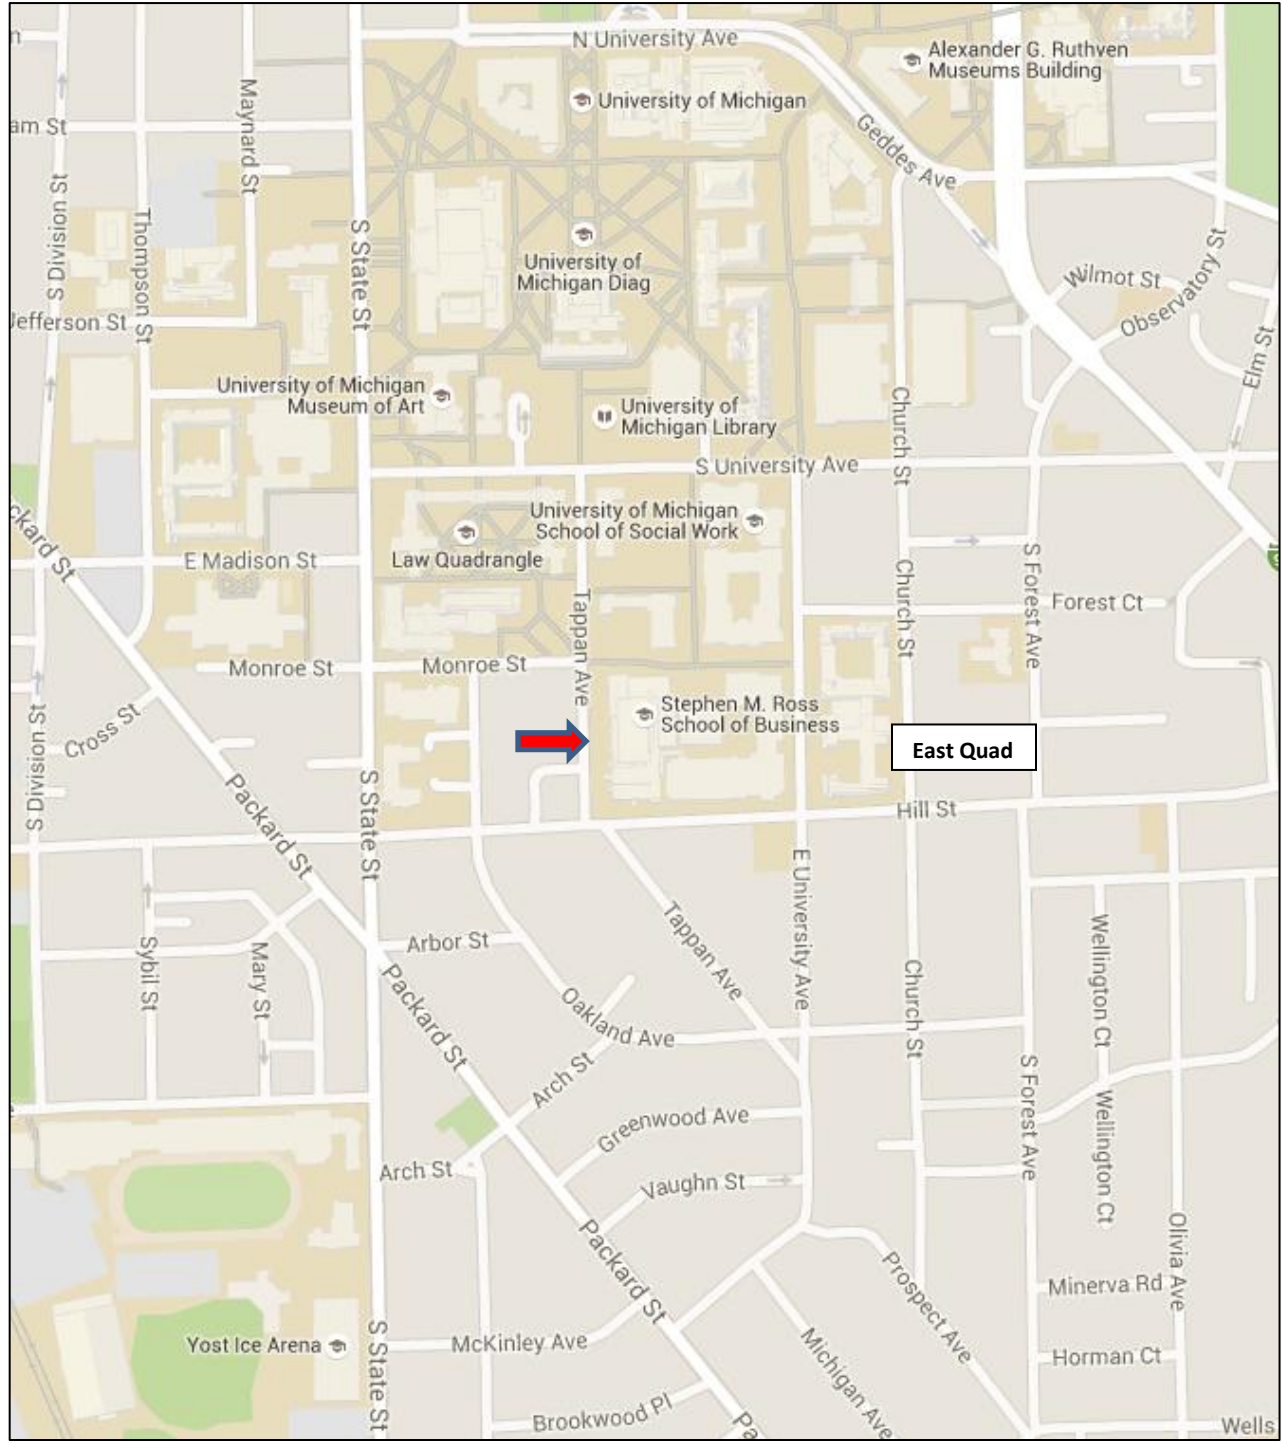 n
N University Ave
Alexander G. Ruthven
Museums Building
University of Michigan
Maynard St
am St
Geddes Ave
S Division St
Thompson St
S State St
University of
Michigan Diag
Wilmot St
Observatory St
Jefferson St
Elm St
University of Michigan
Museum of Art
University of
Michigan Library
Church St
S University Ave
ckard St
University of Michigan
School of Social Work
E Madison St
Law Quadrangle
S Forest Ave
Church St
Tappan Ave
Forest Ct
Monroe St
Monroe St
Cross St
S Division St
Stephen M. Ross
School of Business
East Quad
Packard St
S State St
Hill St
E University Ave
Tappan Ave
Arbor St
Sybil St
Mary St
Packard St
Wellington Ct
Church St
Oakland Ave
Arch St
S Forest Ave
Greenwood Ave
Wellington Ct
Arch St
Vaughn St
Olivia Ave
Packard St
Prospect Ave
Minerva Rd
Yost Ice Arena
S State St
McKinley Ave
Michigan Ave
Horman Ct
Brookwood Pl
Pa
Wells